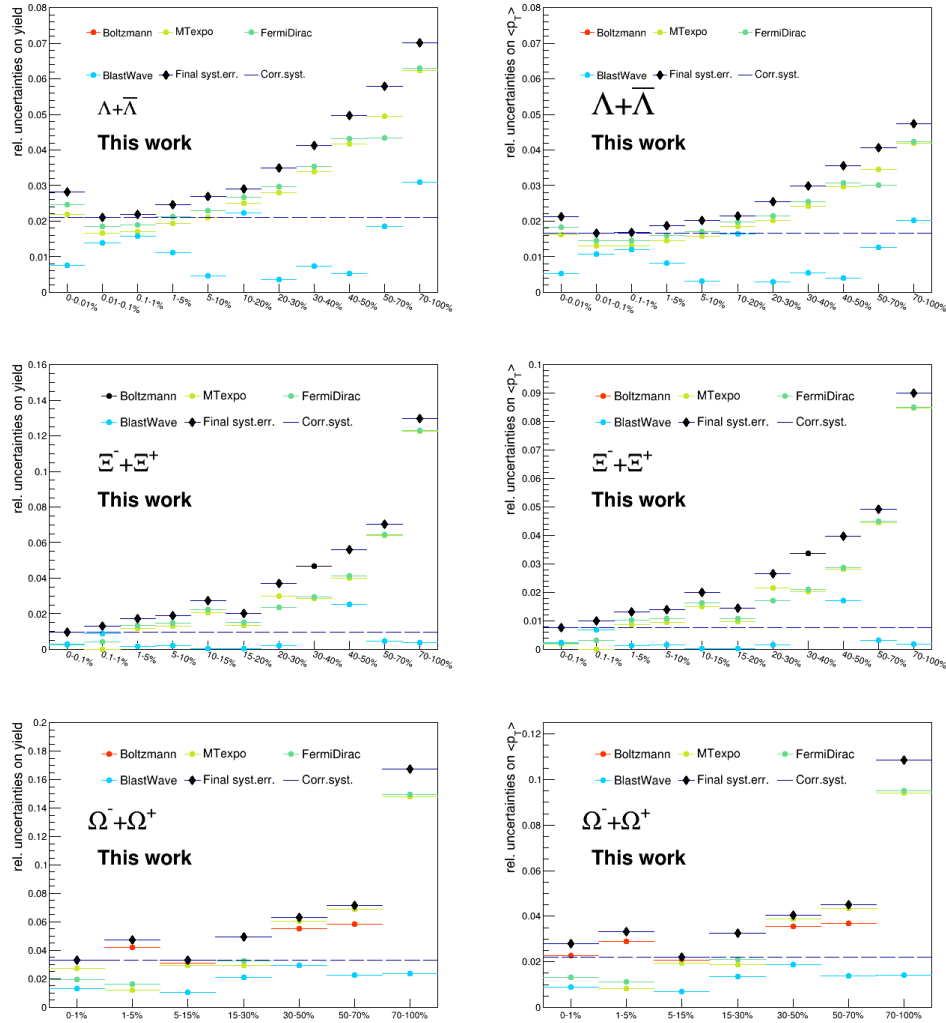 rel. uncertainties on yield
0.08
0.07
0.06
0.05
0.04
0.03
0.02
0.01
0
Boltzmann MTexpo FermiDirac
BlastWave Final syst.err. Corr.syst.
Λ+Λ̅
This work
0-0.01% 0.01-0.1% 0.1-1% 1-5% 5-10% 10-20% 20-30% 30-40% 40-50% 50-70% 70-100%
rel. uncertainties on <p_T>
0.08
0.07
0.06
0.05
0.04
0.03
0.02
0.01
0
Boltzmann MTexpo FermiDirac
BlastWave Final syst.err. Corr.syst.
Λ+Λ̅
This work
0-0.01% 0.01-0.1% 0.1-1% 1-5% 5-10% 10-20% 20-30% 30-40% 40-50% 50-70% 70-100%
rel. uncertainties on yield
0.16
0.14
0.12
0.1
0.08
0.06
0.04
0.02
0
Boltzmann MTexpo FermiDirac
BlastWave Final syst.err. Corr.syst.
Ξ⁻+Ξ⁺
This work
0-0.1% 0.1-1% 1-5% 5-10% 10-15% 15-20% 20-30% 30-40% 40-50% 50-70% 70-100%
rel. uncertainties on <p_T>
0.1
0.09
0.08
0.07
0.06
0.05
0.04
0.03
0.02
0.01
0
Boltzmann MTexpo FermiDirac
BlastWave Final syst.err. Corr.syst.
Ξ⁻+Ξ⁺
This work
0-0.1% 0.1-1% 1-5% 5-10% 10-15% 15-20% 20-30% 30-40% 40-50% 50-70% 70-100%
rel. uncertainties on yield
0.2
0.18
0.16
0.14
0.12
0.1
0.08
0.06
0.04
0.02
0
Boltzmann MTexpo FermiDirac
BlastWave Final syst.err. Corr.syst.
Ω⁻+Ω⁺
This work
0-1% 1-5% 5-15% 15-30% 30-50% 50-70% 70-100%
rel. uncertainties on <p_T>
0.12
0.1
0.08
0.06
0.04
0.02
0
Boltzmann MTexpo FermiDirac
BlastWave Final syst.err. Corr.syst.
Ω⁻+Ω⁺
This work
0-1% 1-5% 5-15% 15-30% 30-50% 50-70% 70-100%